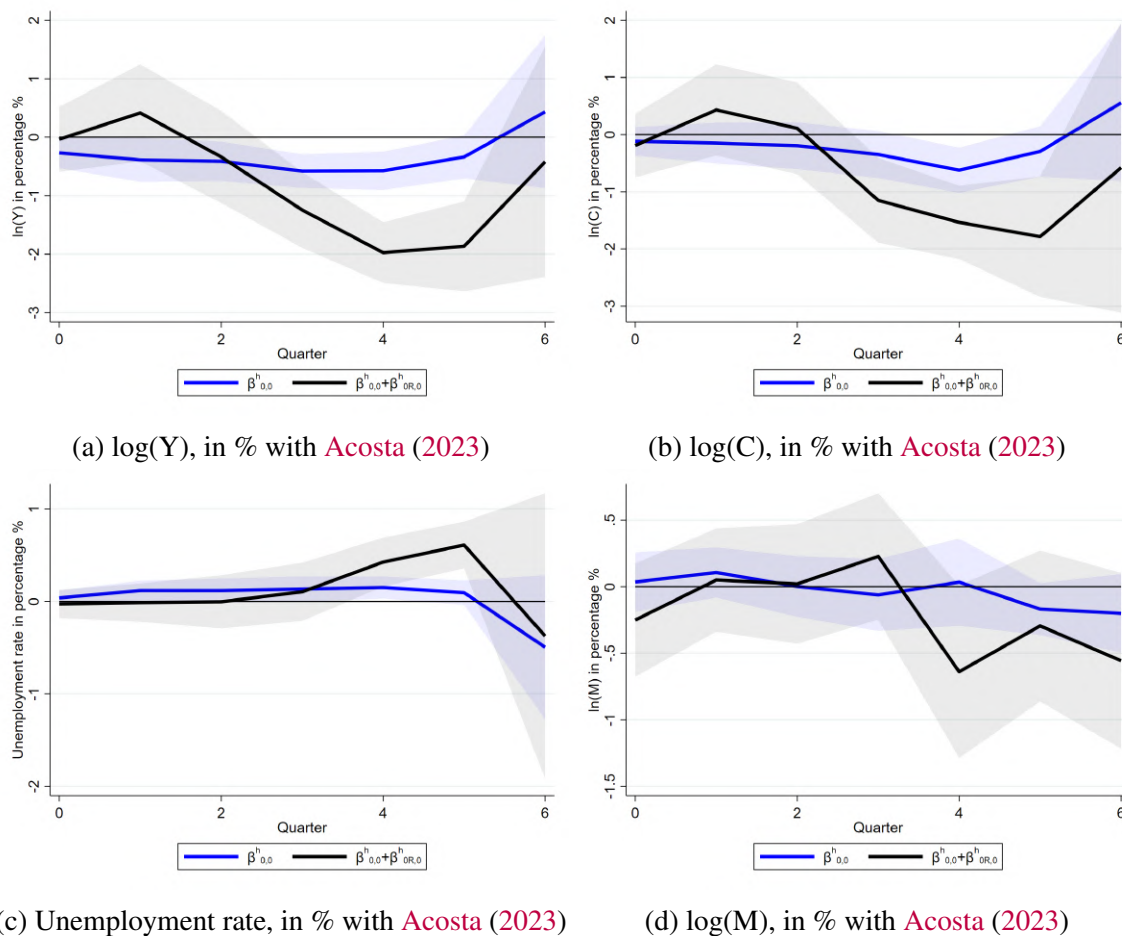 2
1
0
-1
-2
-3
ln(Y) in percentage %
0
2
4
6
Quarter
β^h_0,0
β^h_0,0+β^h_0R,0
(a) log(Y), in % with Acosta (2023)
2
1
0
-1
-2
-3
ln(C) in percentage %
0
2
4
6
Quarter
β^h_0,0
β^h_0,0+β^h_0R,0
(b) log(C), in % with Acosta (2023)
1
0
-1
-2
Unemployment rate in percentage %
0
2
4
6
Quarter
β^h_0,0
β^h_0,0+β^h_0R,0
c) Unemployment rate, in % with Acosta (2023)
.5
0
-.5
-1
-1.5
ln(M) in percentage %
0
2
4
6
Quarter
β^h_0,0
β^h_0,0+β^h_0R,0
(d) log(M), in % with Acosta (2023)